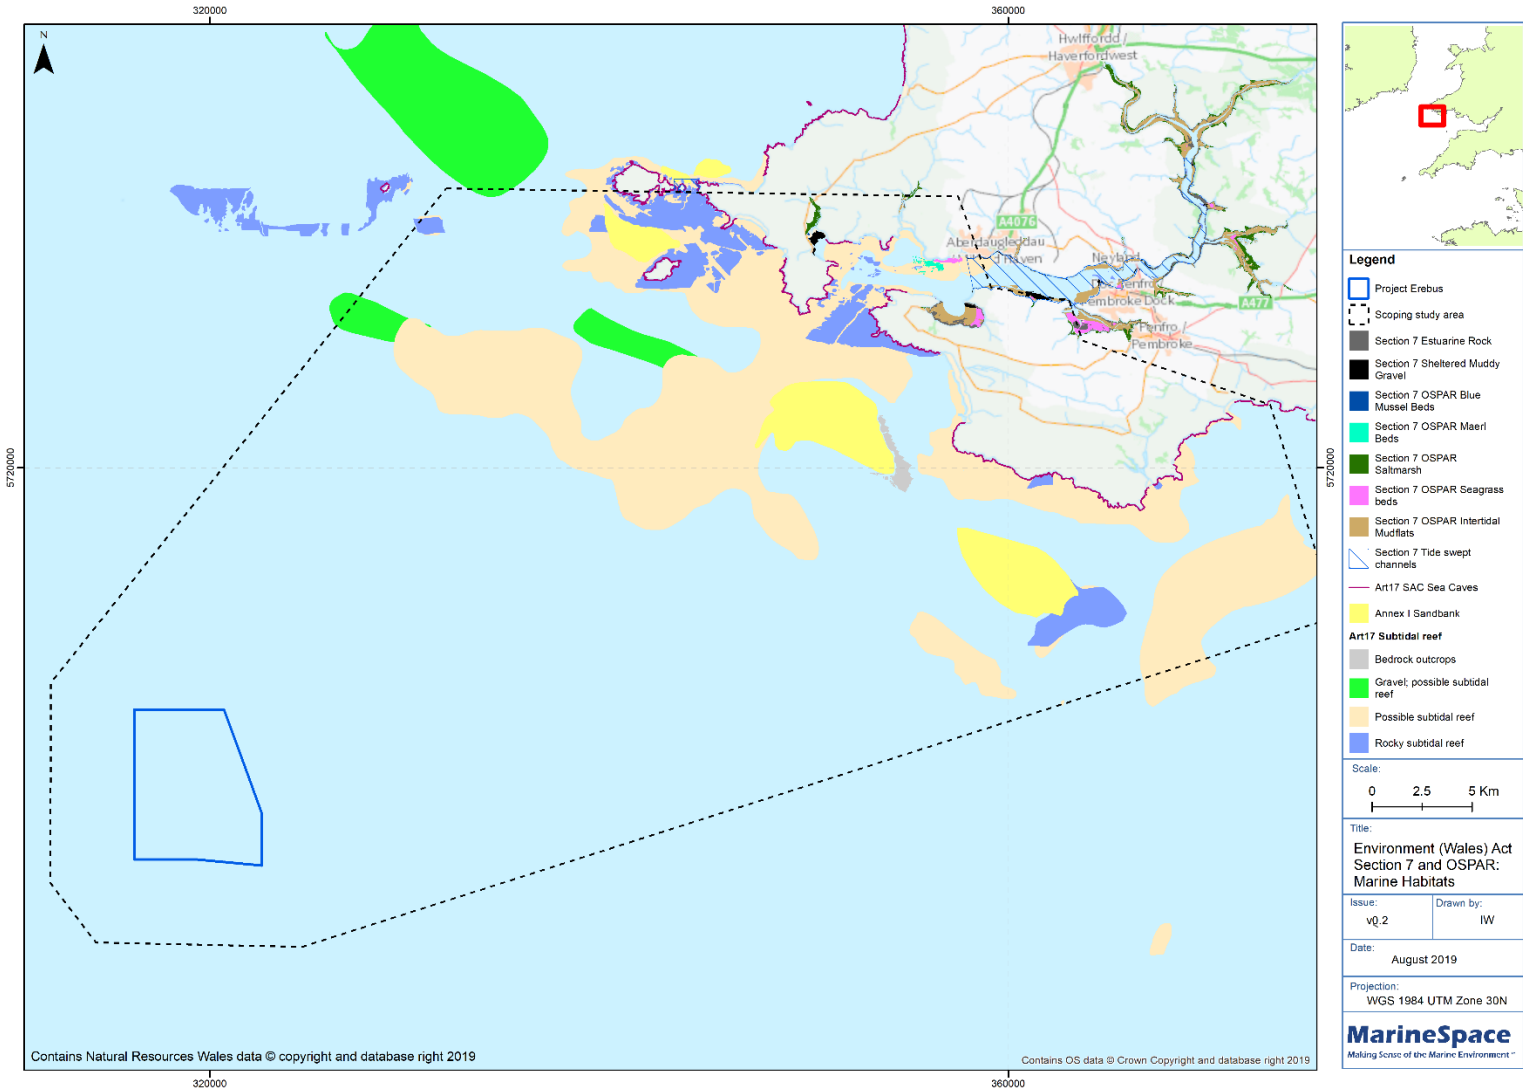 320000
360000
N
Hwlffordd /
Haverfordwest
A4076
Aberdaugleddau
Haven
Neyland
Pembroke Dock
A477
Penfro /
Pembroke
5720000
5720000
Contains Natural Resources Wales data © copyright and database right 2019
Contains OS data © Crown Copyright and database right 2019
320000
360000
Legend
Project Erebus
Scoping study area
Section 7 Estuarine Rock
Section 7 Sheltered Muddy
Gravel
Section 7 OSPAR Blue
Mussel Beds
Section 7 OSPAR Maerl
Beds
Section 7 OSPAR
Saltmarsh
Section 7 OSPAR Seagrass
beds
Section 7 OSPAR Intertidal
Mudflats
Section 7 Tide swept
channels
Art17 SAC Sea Caves
Annex I Sandbank
Art17 Subtidal reef
Bedrock outcrops
Gravel; possible subtidal
reef
Possible subtidal reef
Rocky subtidal reef
Scale:
0 2.5 5 Km
Title:
Environment (Wales) Act
Section 7 and OSPAR:
Marine Habitats
Issue:
v0.2
Drawn by:
IW
Date:
August 2019
Projection:
WGS 1984 UTM Zone 30N
MarineSpace
Making Sense of the Marine Environment™